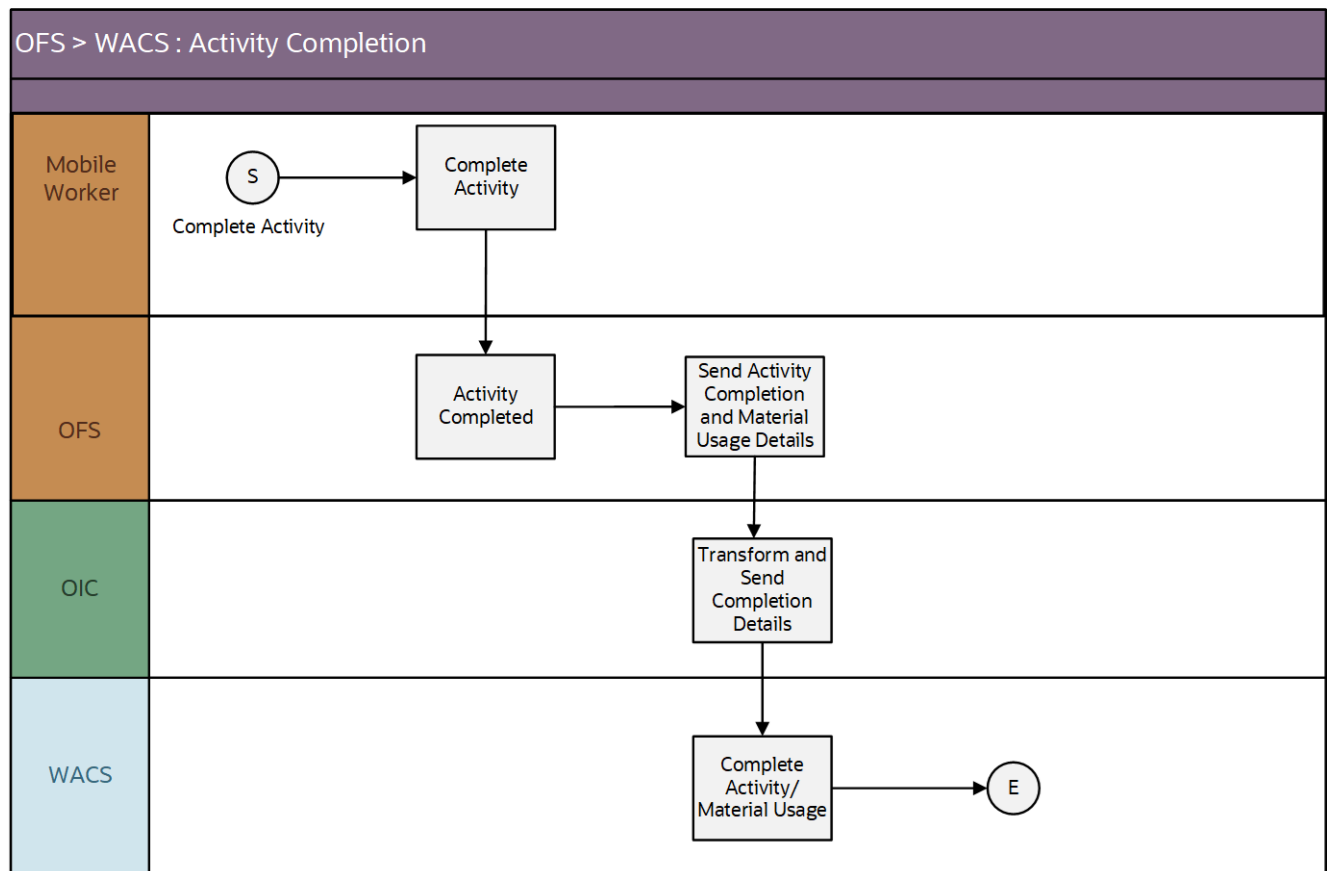 OFS > WACS : Activity Completion
Mobile
Worker
S
Complete Activity
Complete
Activity
OFS
Activity
Completed
Send Activity
Completion
and Material
Usage Details
OIC
Transform and
Send
Completion
Details
WACS
Complete
Activity/
Material Usage
E